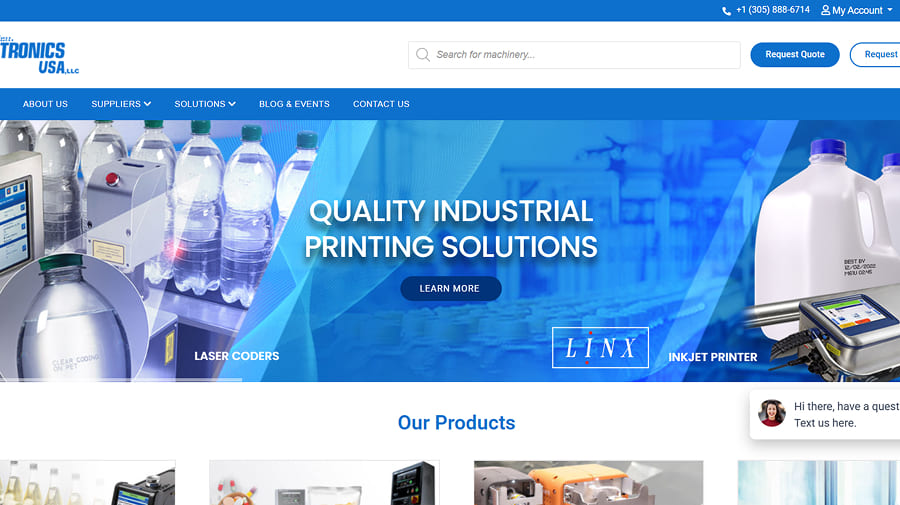 +1 (305) 888-6714 My Account
TRONICS
USA, LLC
Search for machinery...
Request Quote
Request
ABOUT US SUPPLIERS SOLUTIONS BLOG & EVENTS CONTACT US
QUALITY INDUSTRIAL
PRINTING SOLUTIONS
LEARN MORE
BEST BY
12/02/2022
CLEAR CODING
ON PET
LASER CODERS
LINX
INKJET PRINTER
Our Products
Hi there, have a quest
Text us here.